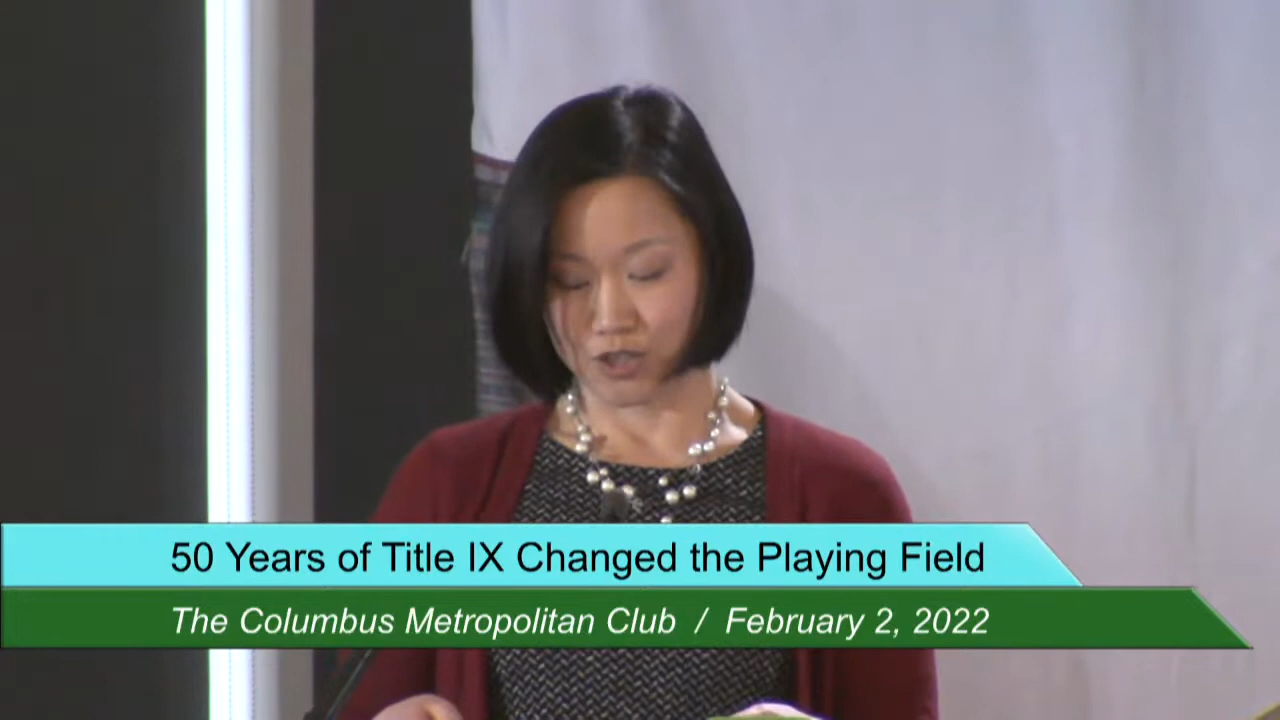 50 Years of Title IX Changed the Playing Field
The Columbus Metropolitan Club / February 2, 2022